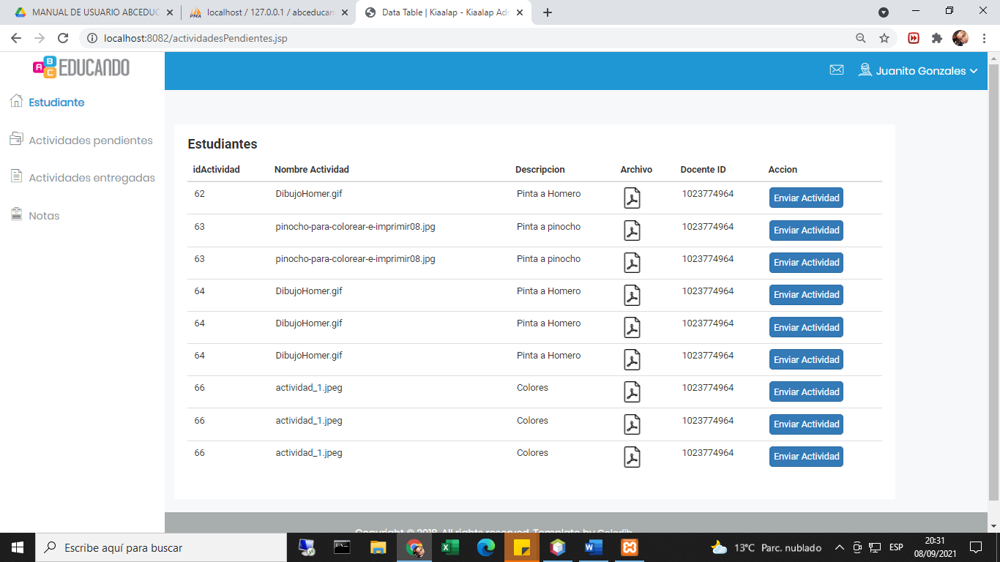 MANUAL DE USUARIO ABCEDUC
localhost / 127.0.0.1 / abceducan
Data Table | Kiaalap - Kiaalap Adr
localhost:8082/actividadesPendientes.jsp
ABC EDUCANDO
Juanito Gonzales
Estudiante
Actividades pendientes
Actividades entregadas
Notas
Estudiantes
idActividad Nombre Actividad Descripcion Archivo Docente ID Accion
62 DibujoHomer.gif Pinta a Homero 1023774964 Enviar Actividad
63 pinocho-para-colorear-e-imprimir08.jpg Pinta a pinocho 1023774964 Enviar Actividad
63 pinocho-para-colorear-e-imprimir08.jpg Pinta a pinocho 1023774964 Enviar Actividad
64 DibujoHomer.gif Pinta a Homero 1023774964 Enviar Actividad
64 DibujoHomer.gif Pinta a Homero 1023774964 Enviar Actividad
64 DibujoHomer.gif Pinta a Homero 1023774964 Enviar Actividad
66 actividad_1.jpeg Colores 1023774964 Enviar Actividad
66 actividad_1.jpeg Colores 1023774964 Enviar Actividad
66 actividad_1.jpeg Colores 1023774964 Enviar Actividad
Copyright © 2018. All rights reserved. Template by Colorlib
Escribe aquí para buscar
13°C Parc. nublado
ESP
20:31
08/09/2021